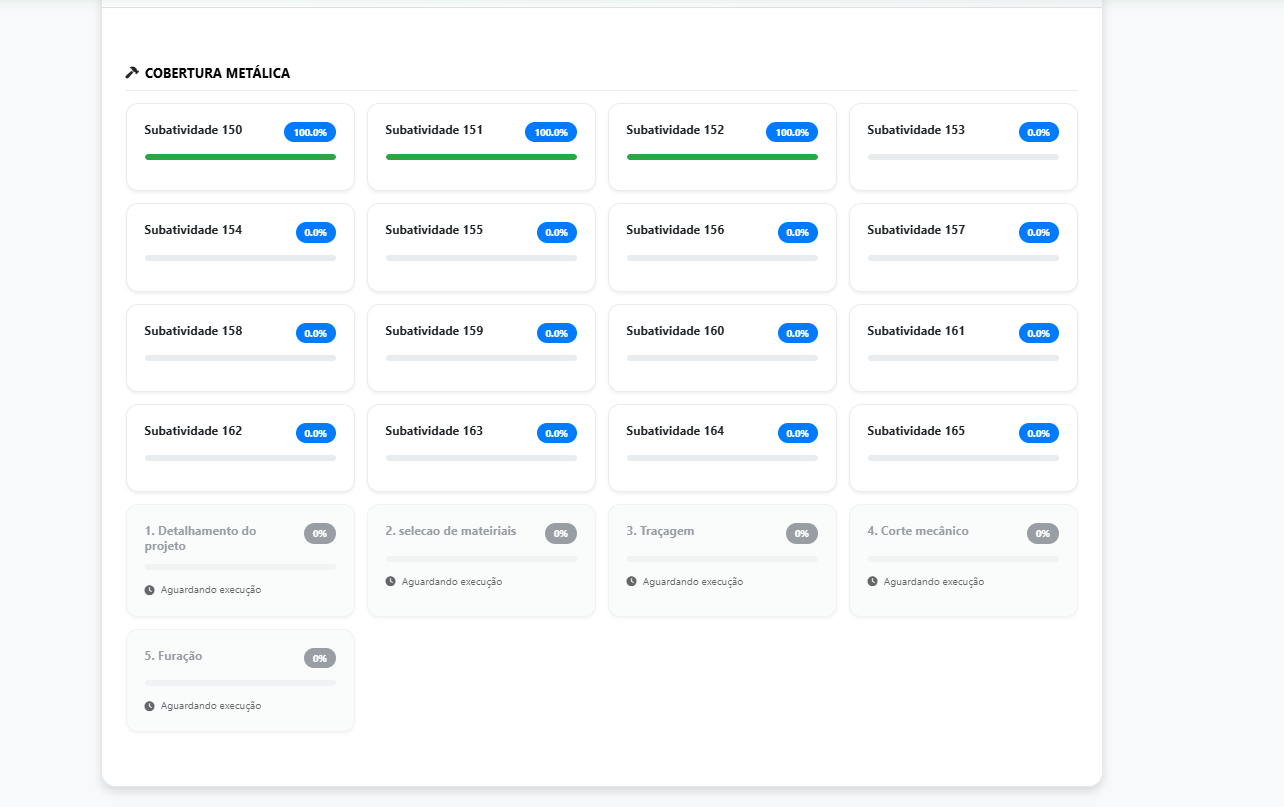 COBERTURA METÁLICA
Subatividade 150 100.0%
Subatividade 151 100.0%
Subatividade 152 100.0%
Subatividade 153 0.0%
Subatividade 154 0.0%
Subatividade 155 0.0%
Subatividade 156 0.0%
Subatividade 157 0.0%
Subatividade 158 0.0%
Subatividade 159 0.0%
Subatividade 160 0.0%
Subatividade 161 0.0%
Subatividade 162 0.0%
Subatividade 163 0.0%
Subatividade 164 0.0%
Subatividade 165 0.0%
1. Detalhamento do 0%
projeto
Aguardando execução
2. selecao de mateiriais 0%
Aguardando execução
3. Traçagem 0%
Aguardando execução
4. Corte mecânico 0%
Aguardando execução
5. Furação 0%
Aguardando execução